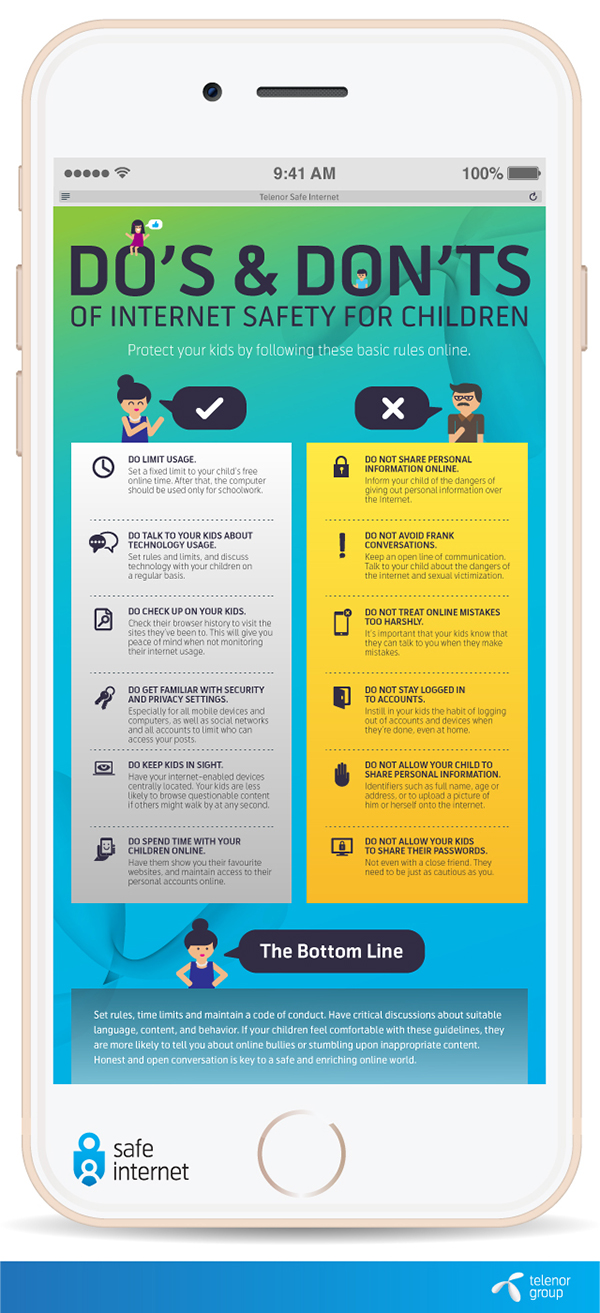 9:41 AM
100%
Telenor Safe Internet
DO'S & DON'TS
OF INTERNET SAFETY FOR CHILDREN
Protect your kids by following these basic rules online.
DO LIMIT USAGE.
Set a fixed limit to your child's free
online time. After that, the computer
should be used only for schoolwork.
DO TALK TO YOUR KIDS ABOUT
TECHNOLOGY USAGE.
Set rules and limits, and discuss
technology with your children on
a regular basis.
DO CHECK UP ON YOUR KIDS.
Check their browser history to visit the
sites they've been to. This will give you
peace of mind when not monitoring
their internet usage.
DO GET FAMILIAR WITH SECURITY
AND PRIVACY SETTINGS.
Especially for all mobile devices and
computers, as well as social networks
and all accounts to limit who can
access your posts.
DO KEEP KIDS IN SIGHT.
Have your internet-enabled devices
centrally located. Your kids are less
likely to browse questionable content
if others might walk by at any second.
DO SPEND TIME WITH YOUR
CHILDREN ONLINE.
Have them show you their favourite
websites, and maintain access to their
personal accounts online.
DO NOT SHARE PERSONAL
INFORMATION ONLINE.
Inform your child of the dangers of
giving out personal information over
the Internet.
DO NOT AVOID FRANK
CONVERSATIONS.
Keep an open line of communication.
Talk to your child about the dangers of
the internet and sexual victimization.
DO NOT TREAT ONLINE MISTAKES
TOO HARSHLY.
It's important that your kids know that
they can talk to you when they make
mistakes.
DO NOT STAY LOGGED IN
TO ACCOUNTS.
Instill in your kids the habit of logging
out of accounts and devices when
they're done, even at home.
DO NOT ALLOW YOUR CHILD TO
SHARE PERSONAL INFORMATION.
Identifiers such as full name, age or
address, or to upload a picture of
him or herself onto the internet.
DO NOT ALLOW YOUR KIDS
TO SHARE THEIR PASSWORDS.
Not even with a close friend. They
need to be just as cautious as you.
The Bottom Line
Set rules, time limits and maintain a code of conduct. Have critical discussions about suitable
language, content, and behavior. If your children feel comfortable with these guidelines, they
are more likely to tell you about online bullies or stumbling upon inappropriate content.
Honest and open conversation is key to a safe and enriching online world.
safe
internet
telenor
group